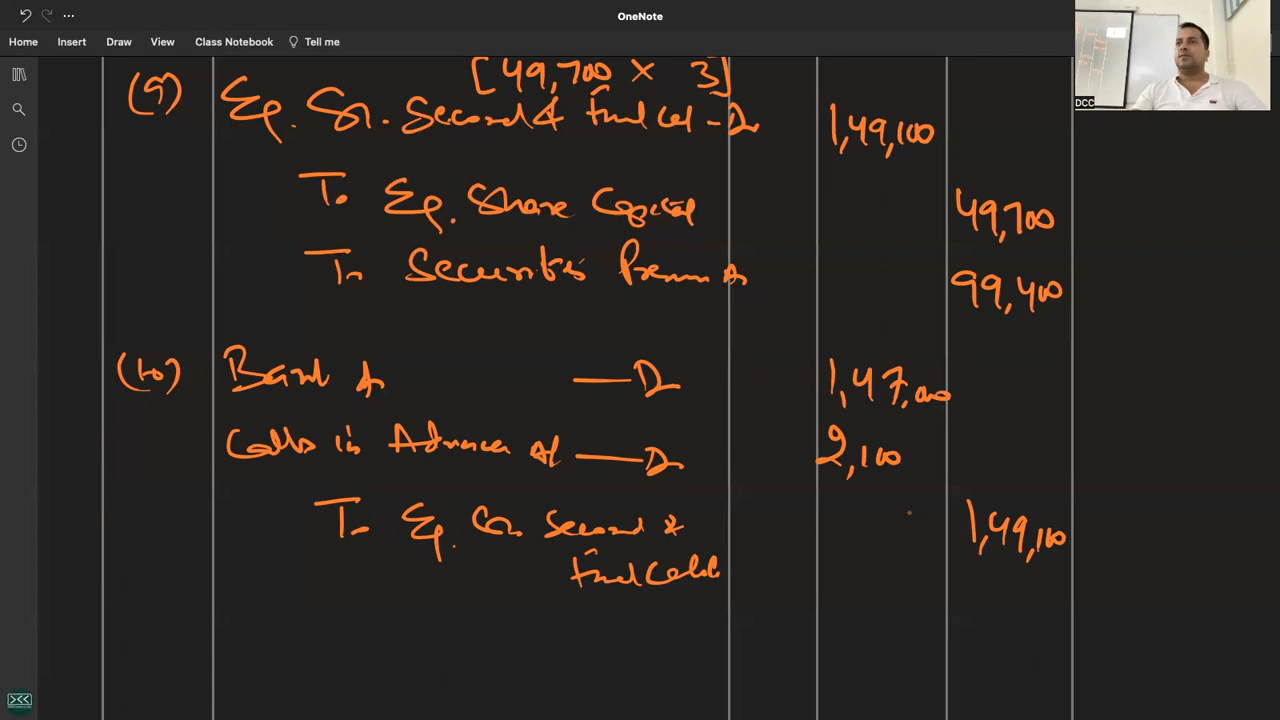 OneNote
Home Insert Draw View Class Notebook Tell me
DCC
[49,700 × 3]
(9) Eq. Sh. Second & final call - Dr 1,49,100
To Eq. Share Capital 49,700
To Securities Premium A/c 99,400
(10) Bank A/c — Dr 1,47,000
Calls in Advance A/c — Dr 2,100
To Eq. Sh. Second & 1,49,100
final Call